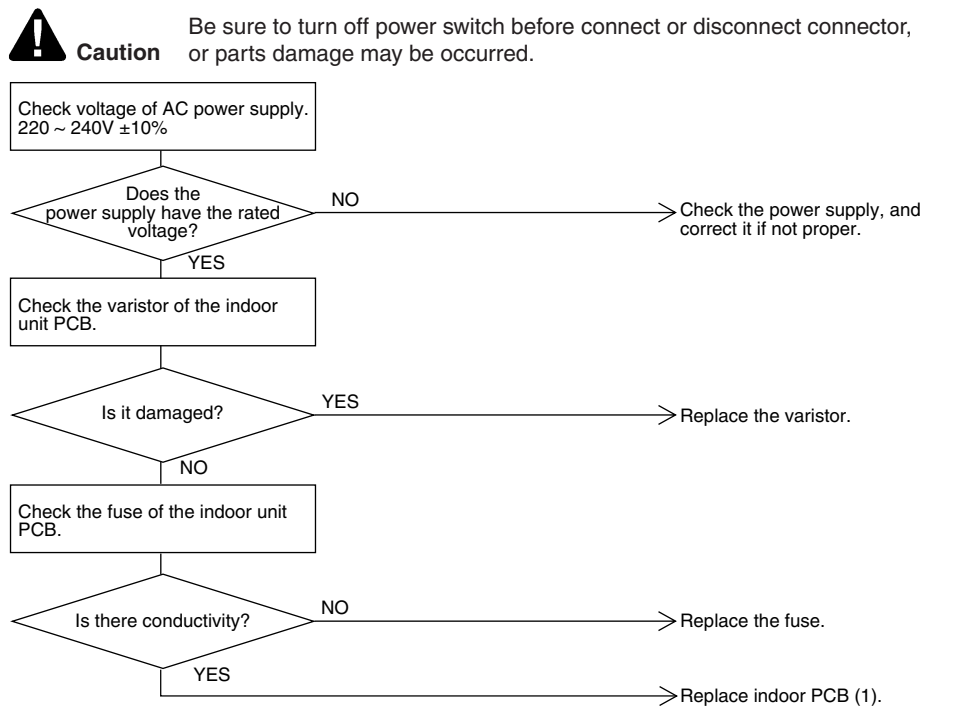 Be sure to turn off power switch before connect or disconnect connector,
Caution
or parts damage may be occurred.
Check voltage of AC power supply.
220 ~ 240V ±10%
Does the
power supply have the rated
voltage?
NO
Check the power supply, and
correct it if not proper.
YES
Check the varistor of the indoor
unit PCB.
Is it damaged?
YES
Replace the varistor.
NO
Check the fuse of the indoor unit
PCB.
Is there conductivity?
NO
Replace the fuse.
YES
Replace indoor PCB (1).